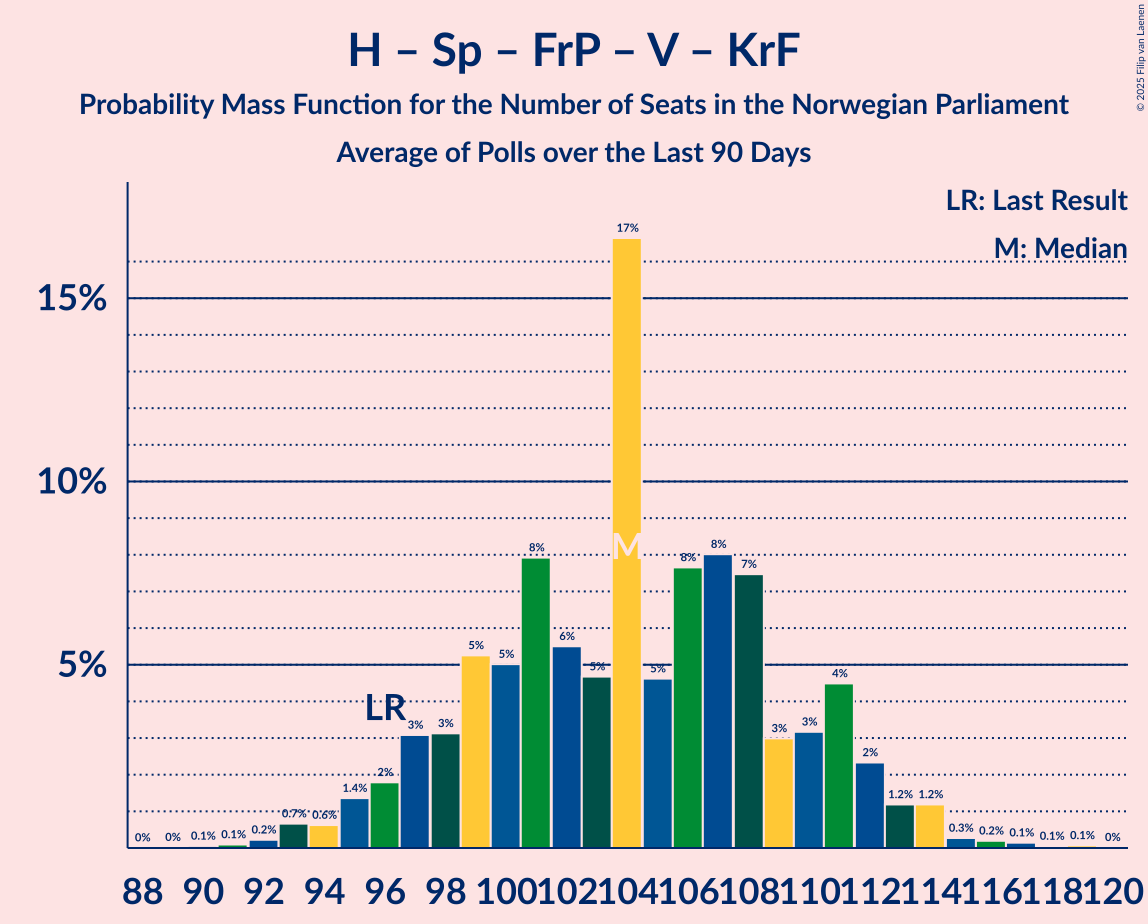 H – Sp – FrP – V – KrF
Probability Mass Function for the Number of Seats in the Norwegian Parliament
Average of Polls over the Last 90 Days
© 2025 Filip van Laenen
LR: Last Result
M: Median
15%
10%
5%
0% 0% 0.1% 0.1% 0.2% 0.7% 0.6% 1.4% 2% 3% 3% 5% 5% 8% 6% 5% 17% 5% 8% 8% 7% 3% 3% 4% 2% 1.2% 1.2% 0.3% 0.2% 0.1% 0.1% 0.1% 0%
LR
M
88 90 92 94 96 98 100 102 104 106 108 110 112 114 116 118 120